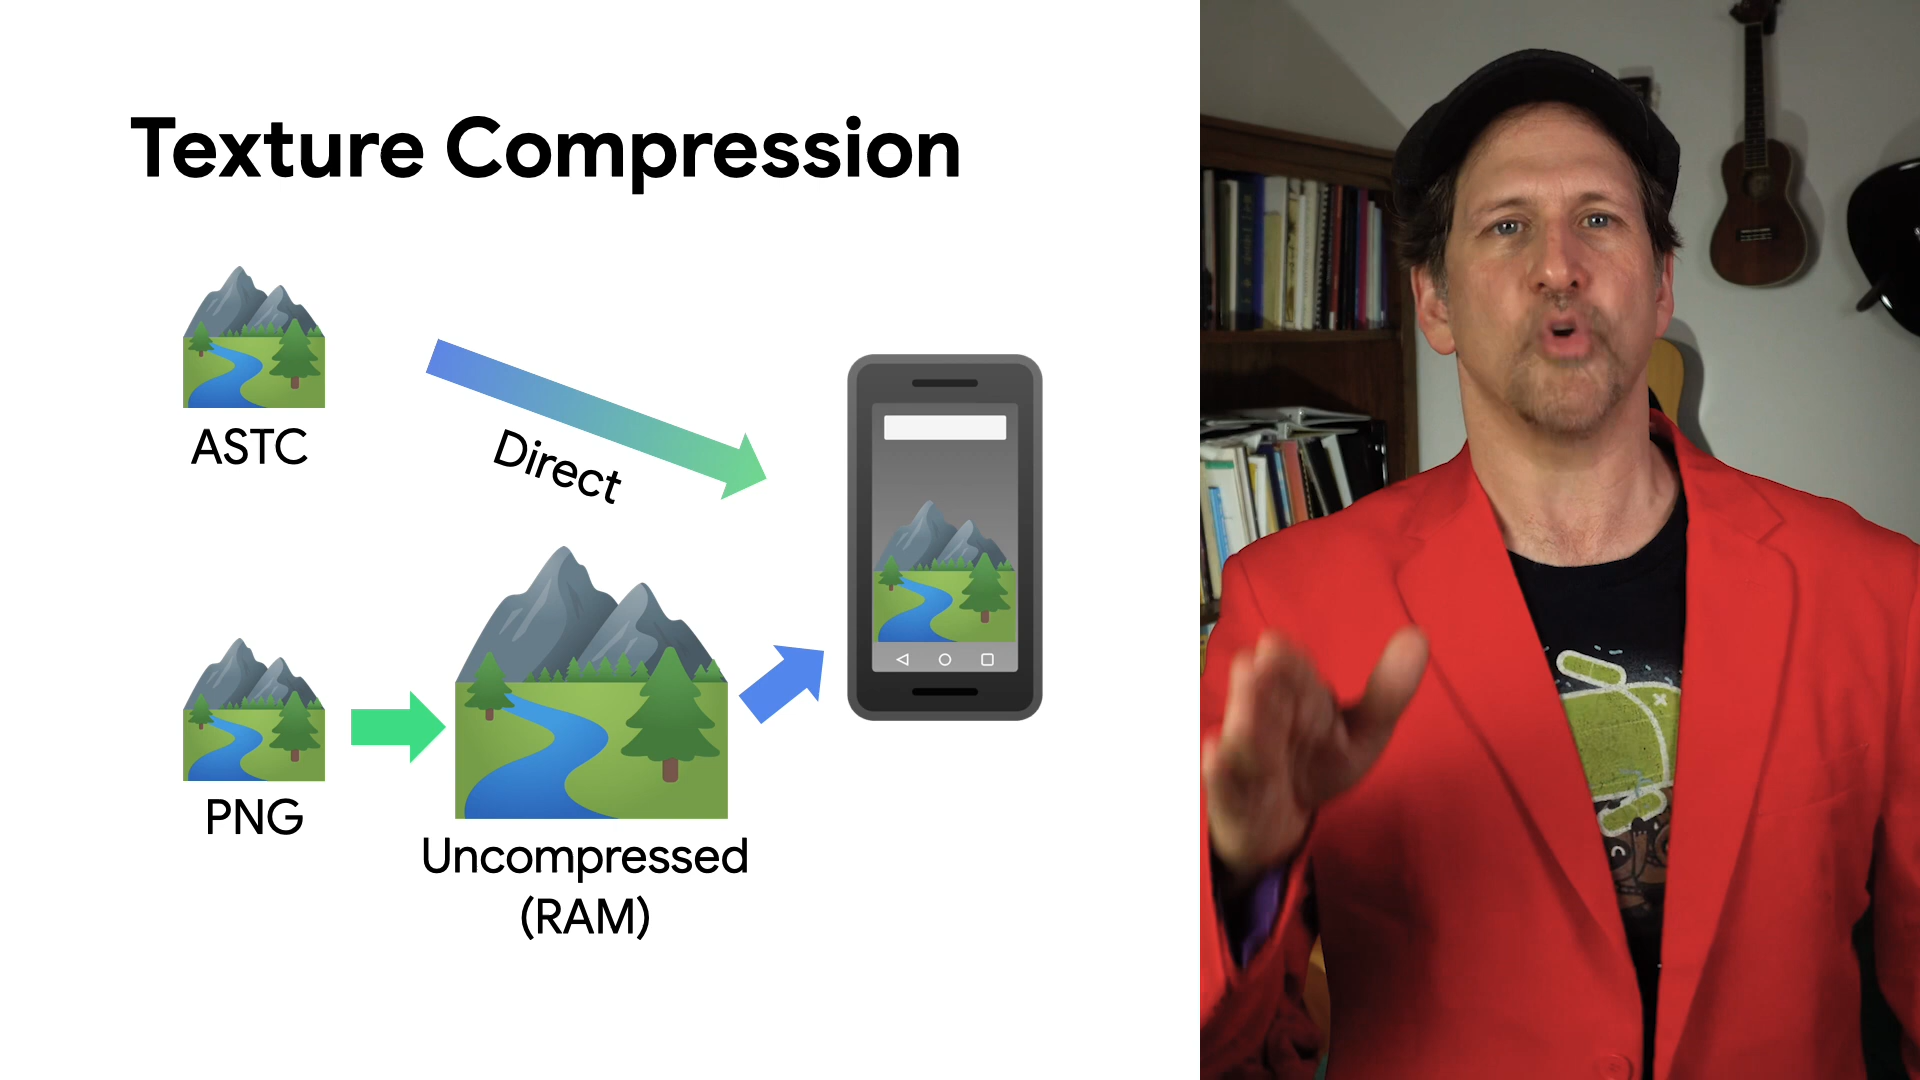 Texture Compression
ASTC
Direct
PNG
Uncompressed
(RAM)